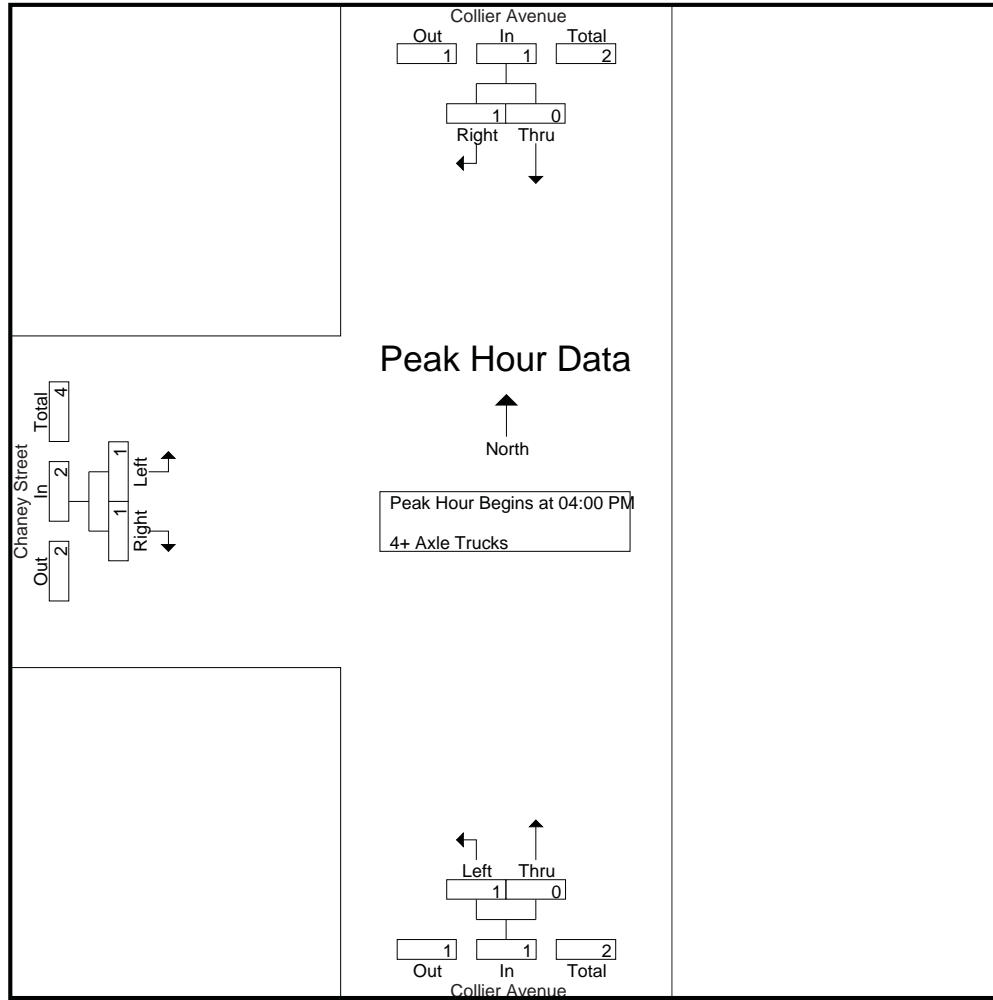 Collier Avenue
Out In Total
1 1 2
1 0
Right Thru
Peak Hour Data
North
Peak Hour Begins at 04:00 PM
4+ Axle Trucks
Chaney Street
Out In Total
2 2 4
Right Left
1 1
Left Thru
1 0
1 1 2
Out In Total
Collier Avenue